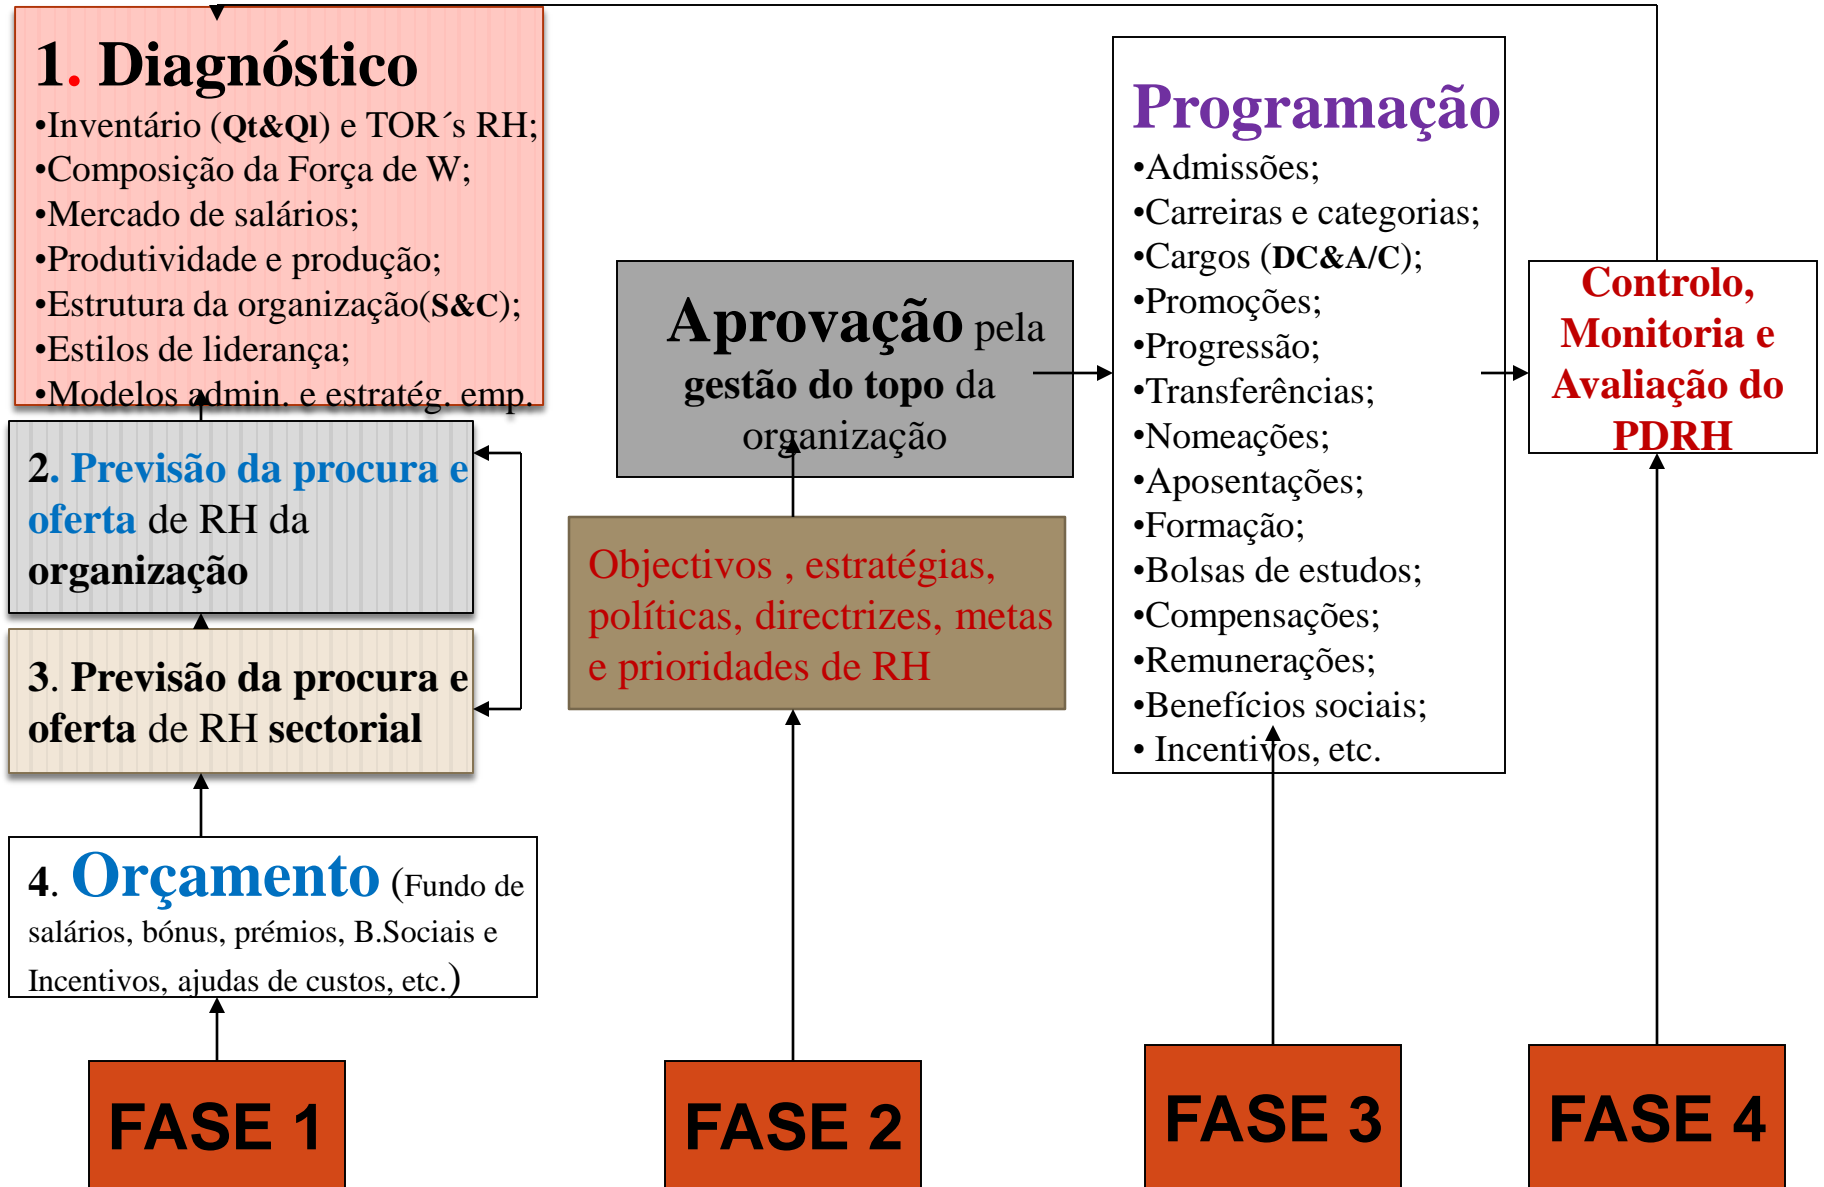 1. Diagnóstico
•Inventário (Qt&Ql) e TOR´s RH;
•Composição da Força de W;
•Mercado de salários;
•Produtividade e produção;
•Estrutura da organização(S&C);
•Estilos de liderança;
•Modelos admin. e estratég. emp.
2. Previsão da procura e
oferta de RH da
organização
3. Previsão da procura e
oferta de RH sectorial
4. Orçamento (Fundo de
salários, bónus, prémios, B.Sociais e
Incentivos, ajudas de custos, etc.)
FASE 1
Aprovação pela
gestão do topo da
organização
Objectivos , estratégias,
políticas, directrizes, metas
e prioridades de RH
FASE 2
Programação
•Admissões;
•Carreiras e categorias;
•Cargos (DC&A/C);
•Promoções;
•Progressão;
•Transferências;
•Nomeações;
•Aposentações;
•Formação;
•Bolsas de estudos;
•Compensações;
•Remunerações;
•Benefícios sociais;
• Incentivos, etc.
FASE 3
Controlo,
Monitoria e
Avaliação do
PDRH
FASE 4